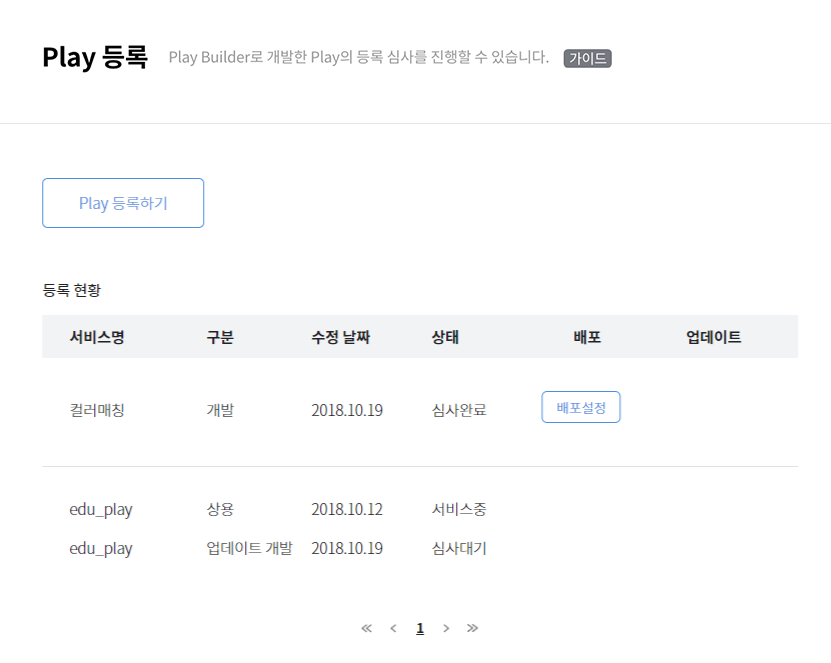 Play 등록 Play Builder로 개발한 Play의 등록 심사를 진행할 수 있습니다. 가이드
Play 등록하기
등록 현황
서비스명 구분 수정 날짜 상태 배포 업데이트
컬러매칭 개발 2018.10.19 심사완료 배포설정
edu_play 상용 2018.10.12 서비스중
edu_play 업데이트 개발 2018.10.19 심사대기
« < 1 > »